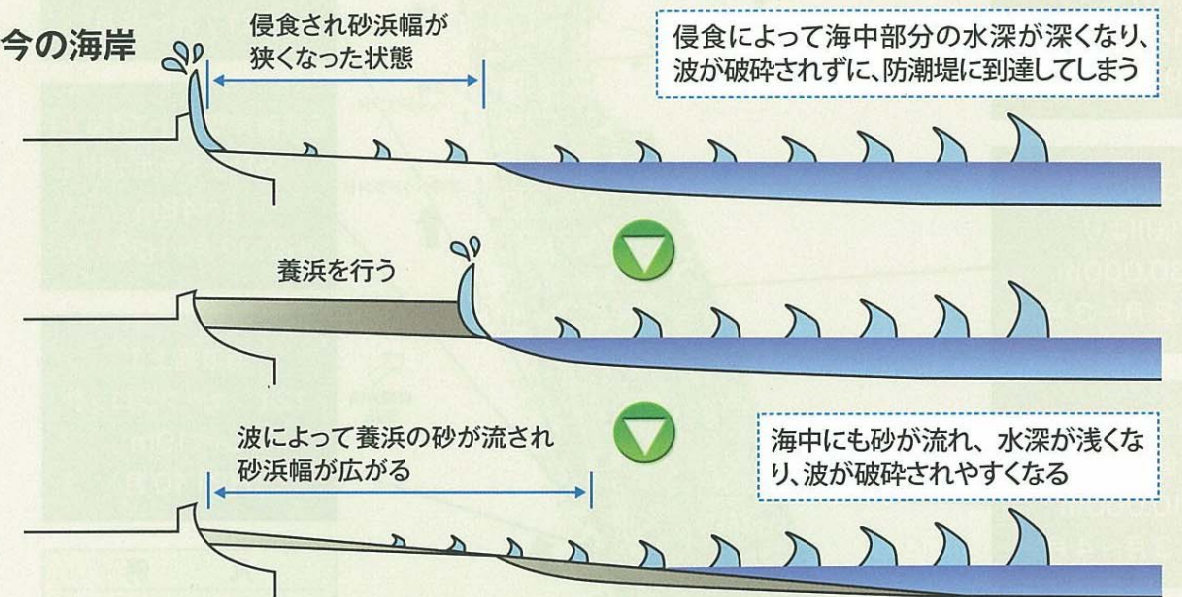 今の海岸
侵食され砂浜幅が
狭くなった状態
侵食によって海中部分の水深が深くなり、
波が破砕されずに、防潮堤に到達してしまう
養浜を行う
波によって養浜の砂が流され
砂浜幅が広がる
海中にも砂が流れ、水深が浅くな
り、波が破砕されやすくなる